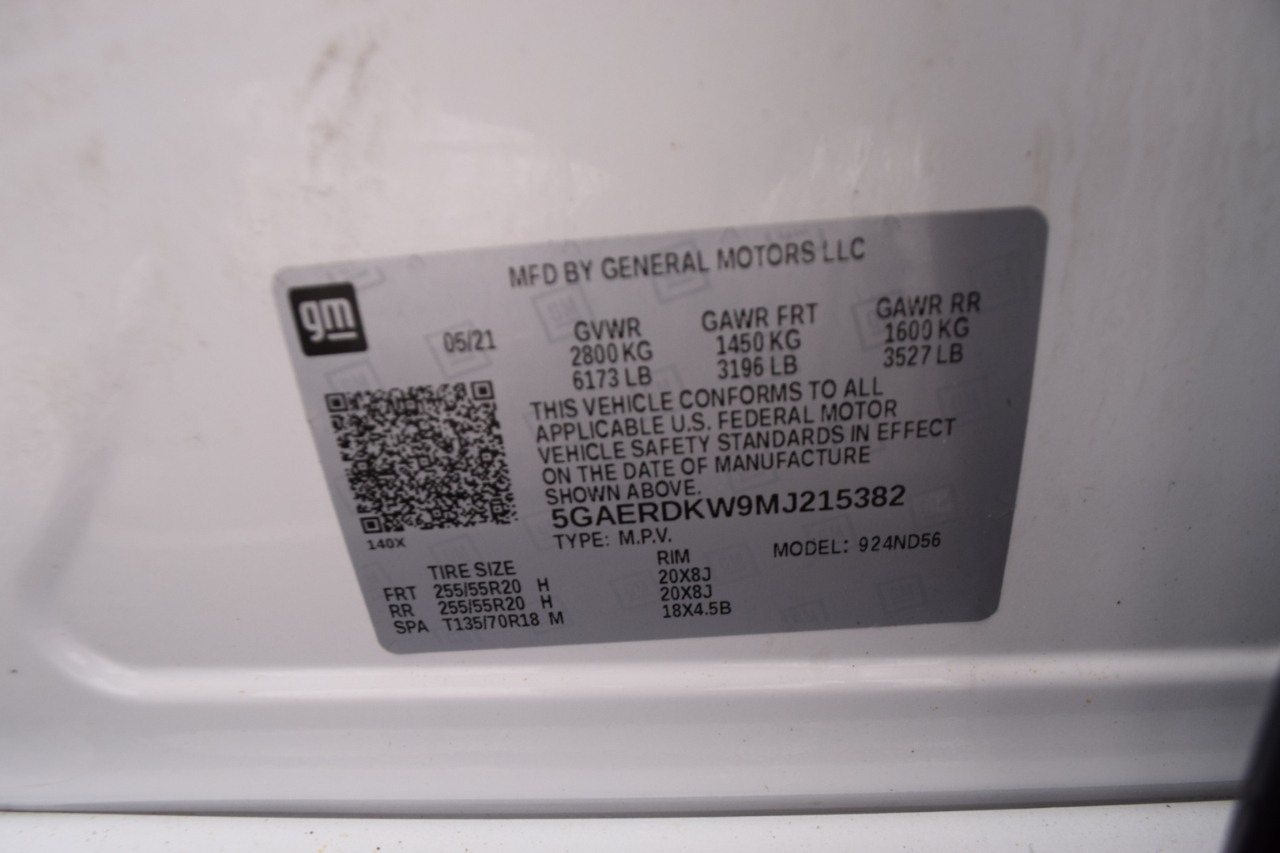 MFD BY GENERAL MOTORS LLC
gm
05/21
GVWR GAWR FRT GAWR RR
2800 KG 1450 KG 1600 KG
6173 LB 3196 LB 3527 LB
THIS VEHICLE CONFORMS TO ALL
APPLICABLE U.S. FEDERAL MOTOR
VEHICLE SAFETY STANDARDS IN EFFECT
ON THE DATE OF MANUFACTURE
SHOWN ABOVE.
5GAERDKW9MJ215382
140X
TYPE: M.P.V. MODEL: 924ND56
TIRE SIZE RIM
FRT 255/55R20 H 20X8J
RR 255/55R20 H 20X8J
SPA T135/70R18 M 18X4.5B